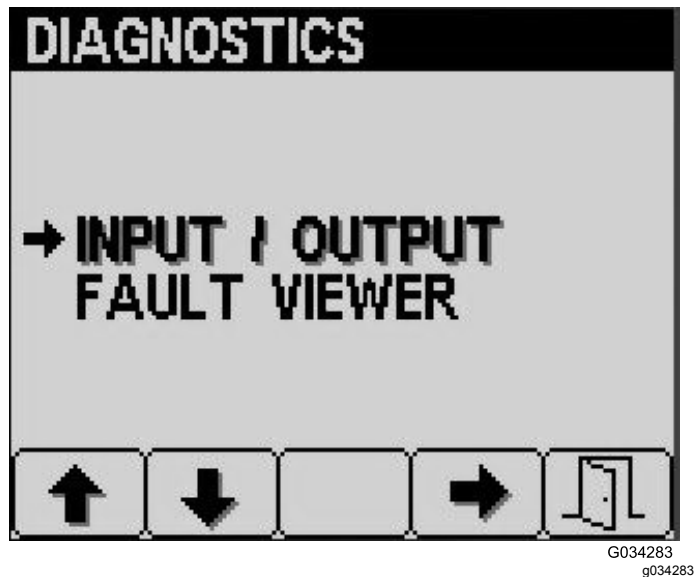 DIAGNOSTICS
INPUT / OUTPUT
FAULT VIEWER
G034283
g034283